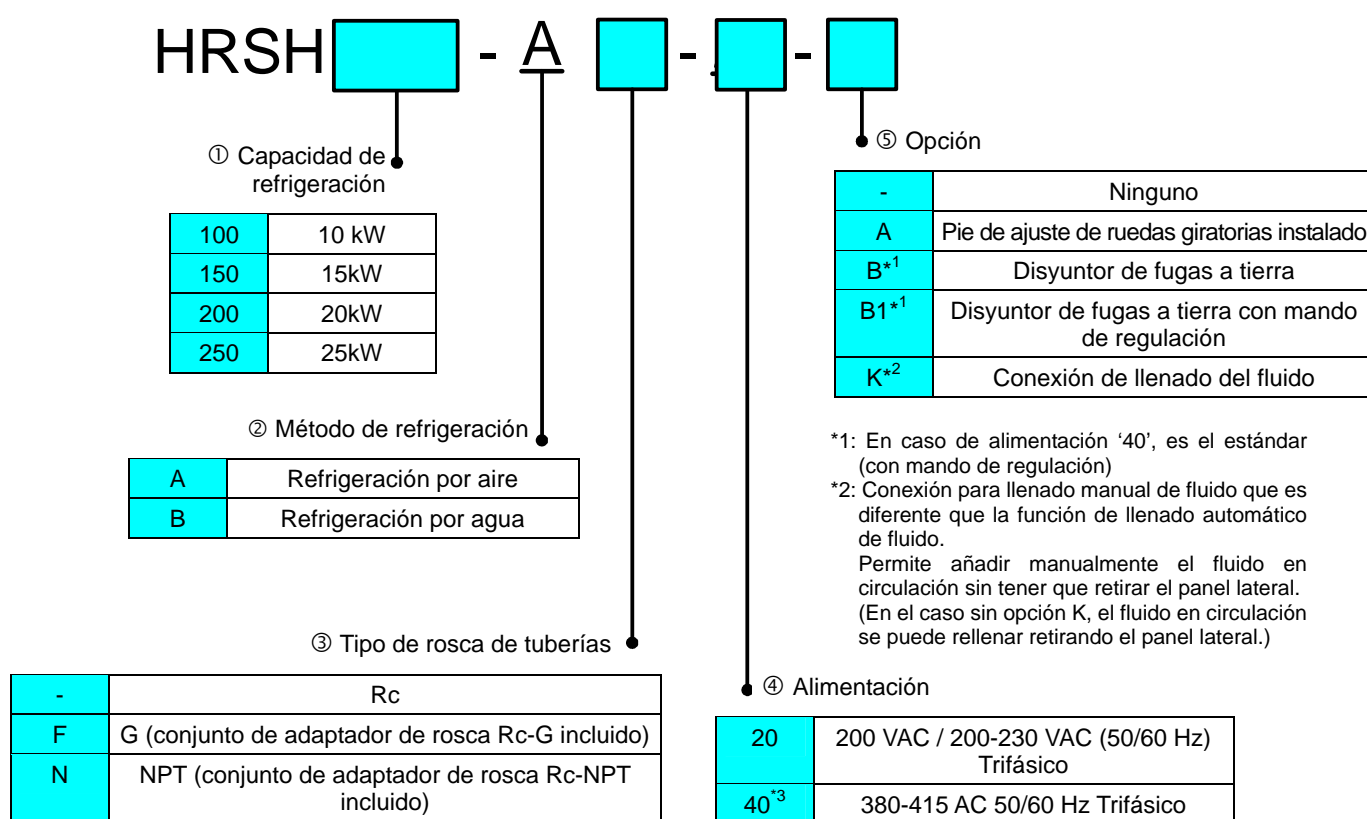 HRSH - A - -
① Capacidad de
refrigeración
100 10 kW
150 15kW
200 20kW
250 25kW
② Método de refrigeración
A Refrigeración por aire
B Refrigeración por agua
③ Tipo de rosca de tuberías
- Rc
F G (conjunto de adaptador de rosca Rc-G incluido)
N NPT (conjunto de adaptador de rosca Rc-NPT
incluido)
④ Alimentación
20 200 VAC / 200-230 VAC (50/60 Hz)
Trifásico
40*3 380-415 AC 50/60 Hz Trifásico
⑤ Opción
- Ninguno
A Pie de ajuste de ruedas giratorias instalado
B*1 Disyuntor de fugas a tierra
B1*1 Disyuntor de fugas a tierra con mando
de regulación
K*2 Conexión de llenado del fluido
*1: En caso de alimentación ‘40’, es el estándar
(con mando de regulación)
*2: Conexión para llenado manual de fluido que es
diferente que la función de llenado automático
de fluido.
Permite añadir manualmente el fluido en
circulación sin tener que retirar el panel lateral.
(En el caso sin opción K, el fluido en circulación
se puede rellenar retirando el panel lateral.)